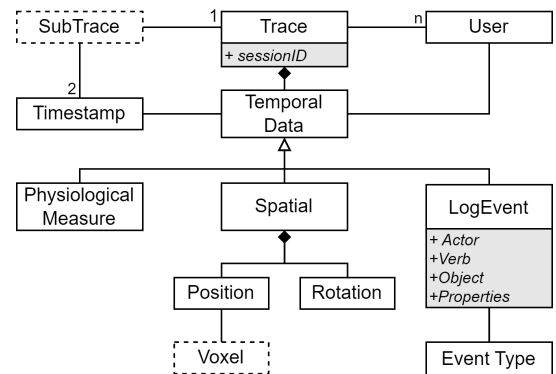 SubTrace
1
Trace
n
User
+ sessionID
2
Timestamp
Temporal
Data
Physiological
Measure
Spatial
LogEvent
+ Actor
+Verb
+Object
+Properties
Position
Rotation
Voxel
Event Type